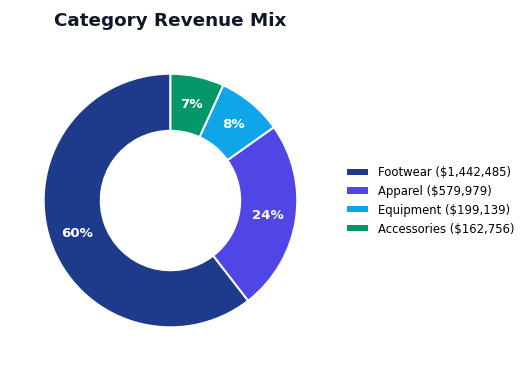 Category Revenue Mix
7%
8%
24%
60%
Footwear ($1,442,485)
Apparel ($579,979)
Equipment ($199,139)
Accessories ($162,756)